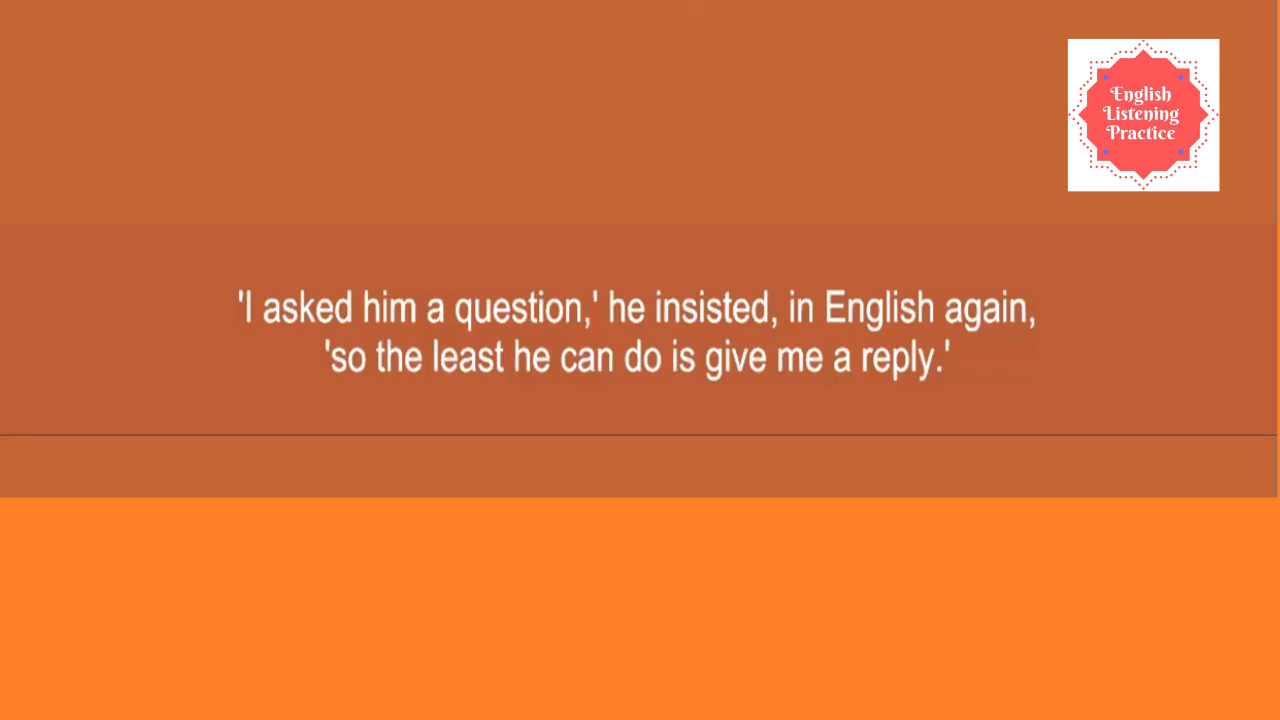 English
Listening
Practice
'I asked him a question,' he insisted, in English again,
'so the least he can do is give me a reply.'